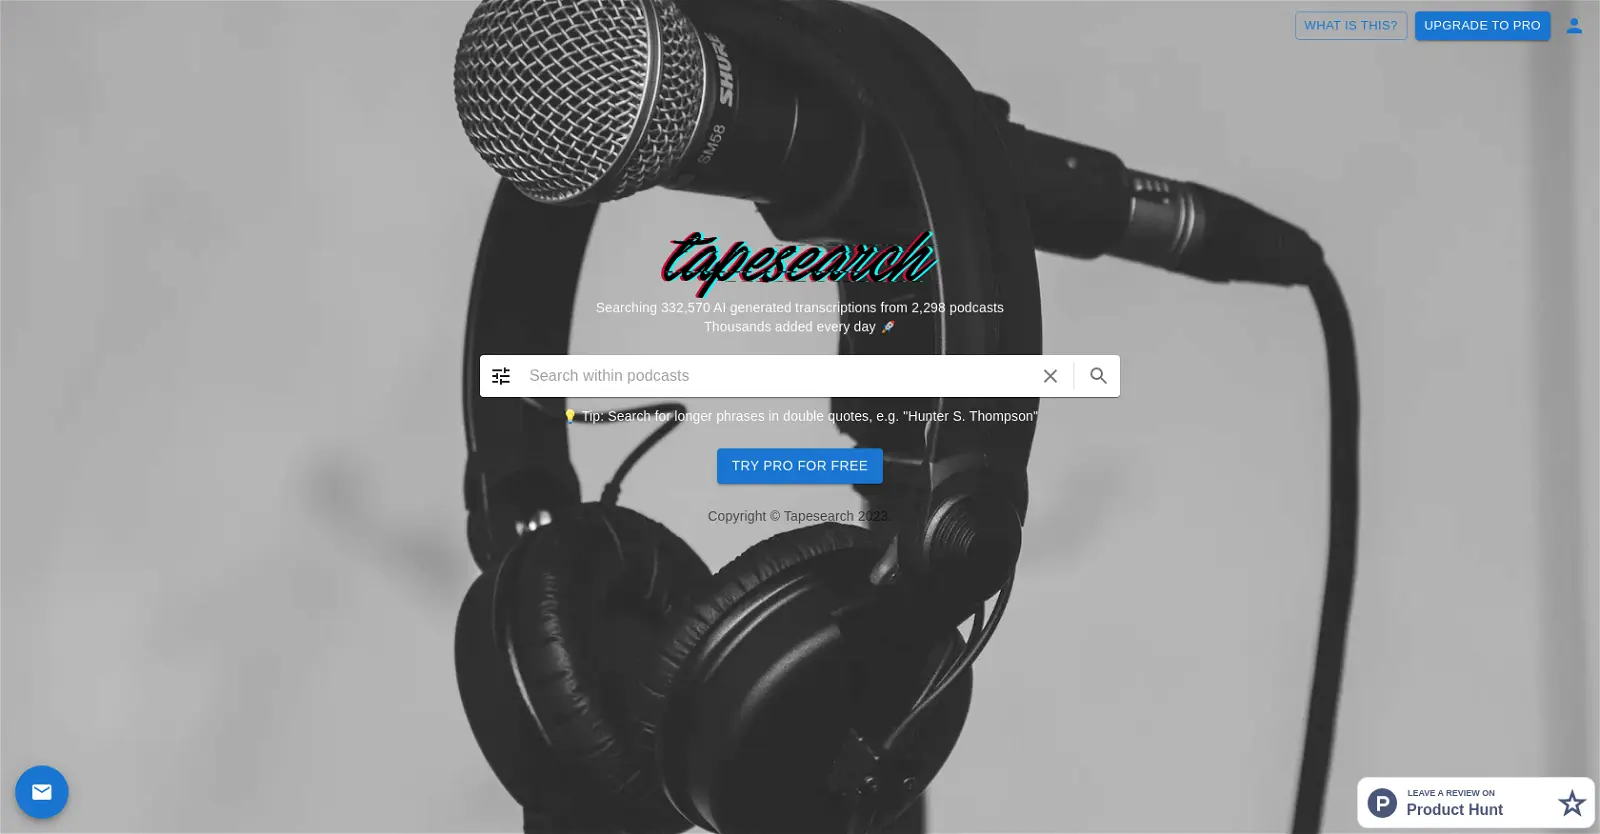 WHAT IS THIS?
UPGRADE TO PRO
SHURE
SM58
tapesearch
Searching 332,570 AI generated transcriptions from 2,298 podcasts
Thousands added every day 🚀
Search within podcasts
💡 Tip: Search for longer phrases in double quotes, e.g. "Hunter S. Thompson"
TRY PRO FOR FREE
Copyright © Tapesearch 2023.
LEAVE A REVIEW ON
P Product Hunt